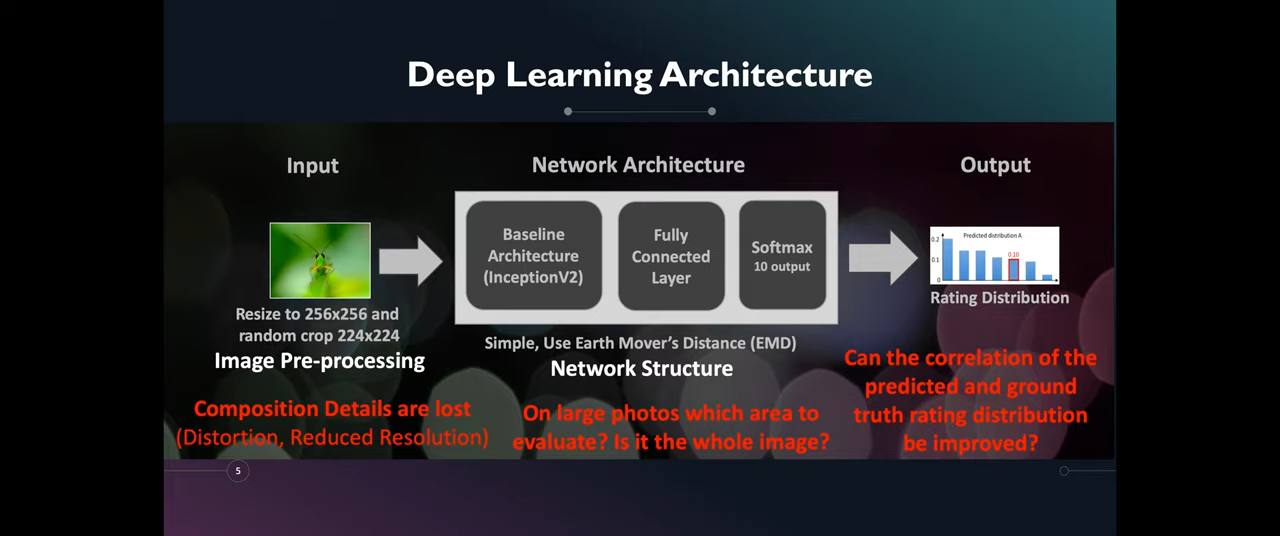 Deep Learning Architecture
Input
Network Architecture
Output
Baseline
Architecture
(InceptionV2)
Fully
Connected
Layer
Softmax
10 output
Predicted distribution A
0.2
0.1
0
0.10
Rating Distribution
Resize to 256x256 and
random crop 224x224
Image Pre-processing
Simple, Use Earth Mover's Distance (EMD)
Network Structure
Composition Details are lost
(Distortion, Reduced Resolution)
On large photos which area to
evaluate? Is it the whole image?
Can the correlation of the
predicted and ground
truth rating distribution
be improved?
5